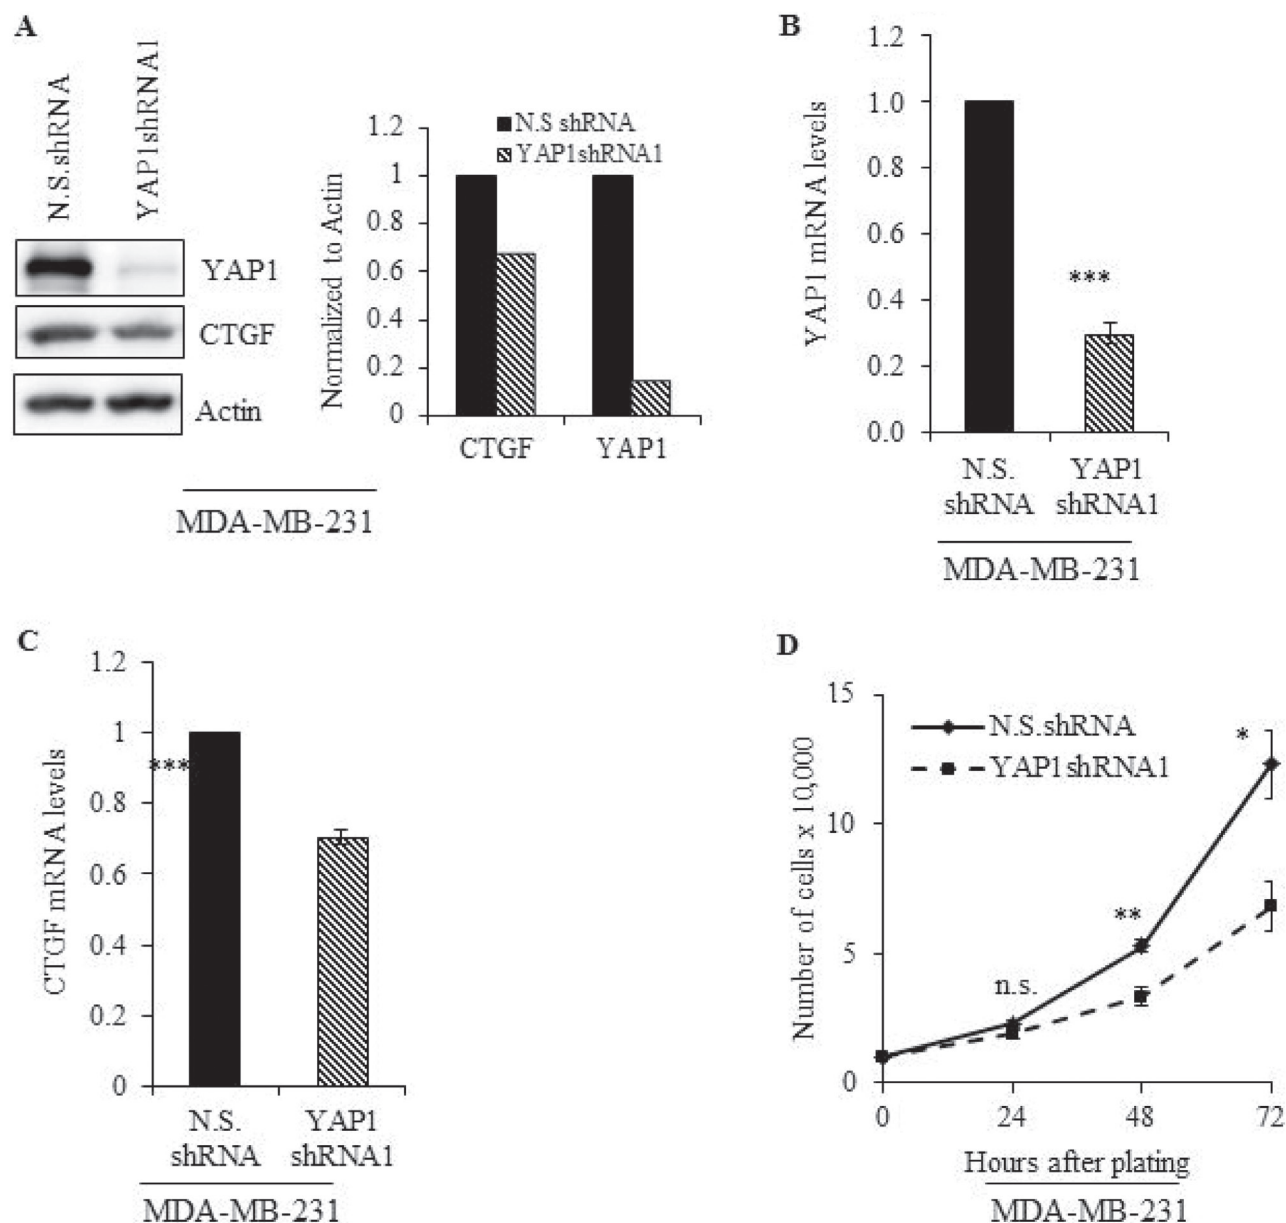 A
N.S.shRNA
YAP1shRNA1
YAP1
CTGF
Actin
Normalized to Actin
1.2
1
0.8
0.6
0.4
0.2
0
N.S shRNA
YAP1shRNA1
CTGF
YAP1
MDA-MB-231
B
YAP1 mRNA levels
1.2
1.0
0.8
0.6
0.4
0.2
0.0
***
N.S.
shRNA
YAP1
shRNA1
MDA-MB-231
C
CTGF mRNA levels
1.2
1
0.8
0.6
0.4
0.2
0
***
N.S.
shRNA
YAP1
shRNA1
MDA-MB-231
D
Number of cells x 10,000
15
10
5
0
N.S.shRNA
YAP1shRNA1
n.s.
**
*
0
24
48
72
Hours after plating
MDA-MB-231